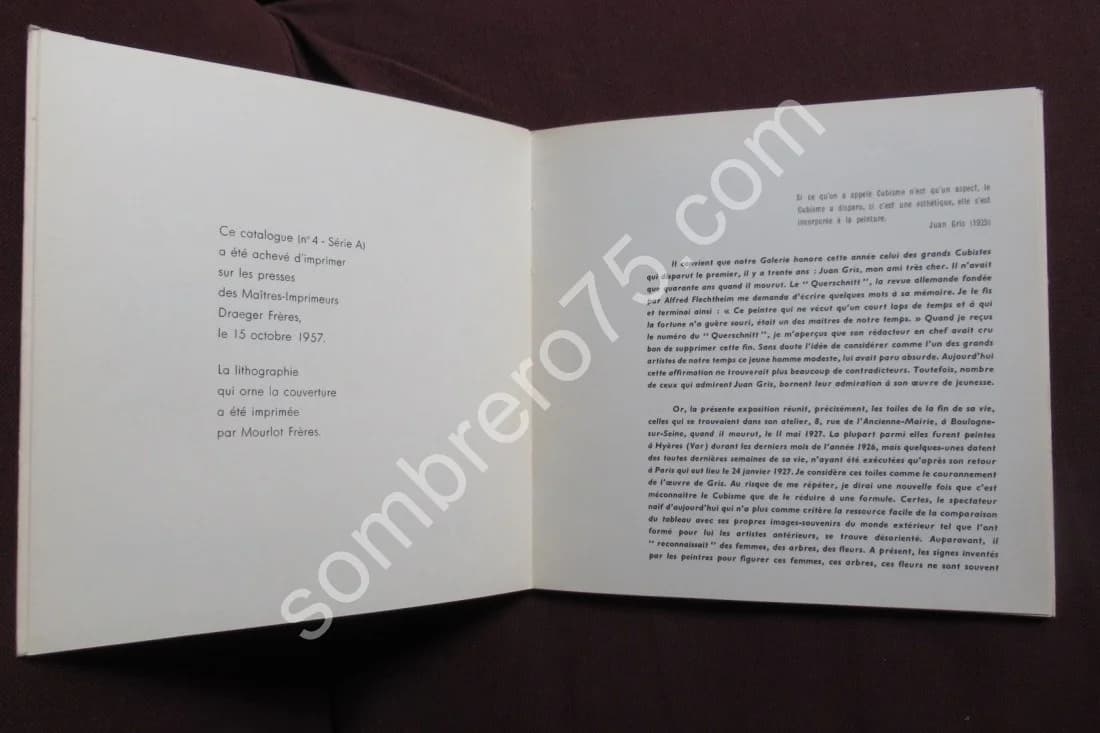 Ce catalogue (n° 4 - Série A)
a été achevé d'imprimer
sur les presses
des Maîtres-Imprimeurs
Draeger Frères,
le 15 octobre 1957.
La lithographie
qui orne la couverture
a été imprimée
par Mourlot Frères.
Si ce qu'on a appelé Cubisme n'est qu'un aspect, le
Cubisme a disparu, si c'est une esthétique, elle s'est
incorporée à la peinture.
Juan Gris (1925)
Il convient que notre Galerie honore cette année celui des grands Cubistes
qui disparut le premier, il y a trente ans : Juan Gris, mon ami très cher. Il n'avait
que quarante ans quand il mourut. Le " Querschnitt ", la revue allemande fondée
par Alfred Flechtheim me demanda d'écrire quelques mots à sa mémoire. Je le fis
et terminai ainsi : « Ce peintre qui ne vécut qu'un court laps de temps et à qui
la fortune n'a guère souri, était un des maîtres de notre temps. » Quand je reçus
le numéro du " Querschnitt ", je m'aperçus que son rédacteur en chef avait cru
bon de supprimer cette fin. Sans doute l'idée de considérer comme l'un des grands
artistes de notre temps ce jeune homme modeste, lui avait paru absurde. Aujourd'hui
cette affirmation ne trouverait plus beaucoup de contradicteurs. Toutefois, nombre
de ceux qui admirent Juan Gris, bornent leur admiration à son œuvre de jeunesse.
Or, la présente exposition réunit, précisément, les toiles de la fin de sa vie,
celles qui se trouvaient dans son atelier, 8, rue de l'Ancienne-Mairie, à Boulogne-
sur-Seine, quand il mourut, le 11 mai 1927. La plupart parmi elles furent peintes
à Hyères (Var) durant les derniers mois de l'année 1926, mais quelques-unes datent
des toutes dernières semaines de sa vie, n'ayant été exécutées qu'après son retour
à Paris qui eut lieu le 24 janvier 1927. Je considère ces toiles comme le couronnement
de l'œuvre de Gris. Au risque de me répéter, je dirai une nouvelle fois que c'est
méconnaître le Cubisme que de le réduire à une formule. Certes, le spectateur
naïf d'aujourd'hui qui n'a plus comme critère la ressource facile de la comparaison
du tableau avec ses propres images-souvenirs du monde extérieur tel que l'ont
formé pour lui les artistes antérieurs, se trouve désorienté. Auparavant, il
" reconnaissait " des femmes, des arbres, des fleurs. A présent, les signes inventés
par les peintres pour figurer ces femmes, ces arbres, ces fleurs ne sont souvent
sombrero75.com